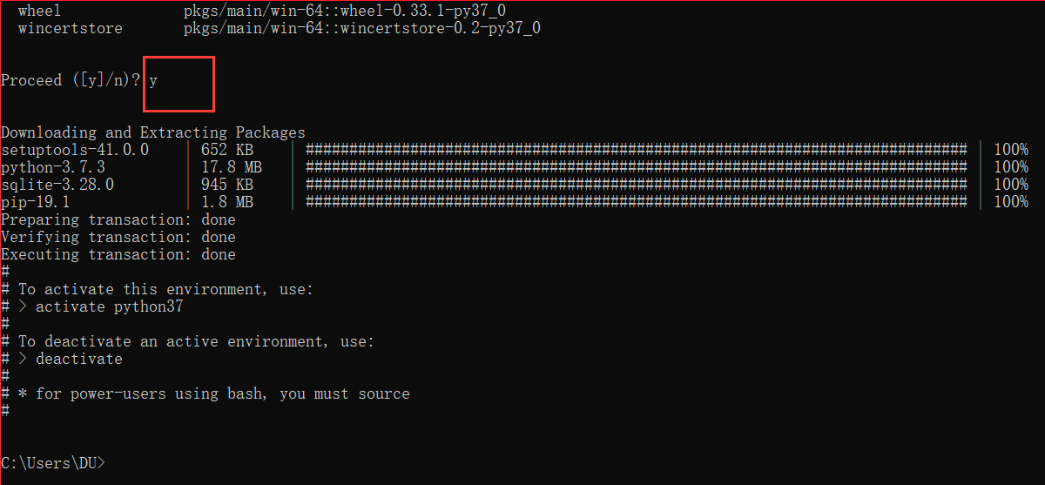 wheel pkgs/main/win-64::wheel-0.33.1-py37_0
wincertstore pkgs/main/win-64::wincertstore-0.2-py37_0
Proceed ([y]/n)? y
Downloading and Extracting Packages
setuptools-41.0.0 | 652 KB | ############################################################################ | 100%
python-3.7.3 | 17.8 MB | ############################################################################ | 100%
sqlite-3.28.0 | 945 KB | ############################################################################ | 100%
pip-19.1 | 1.8 MB | ############################################################################ | 100%
Preparing transaction: done
Verifying transaction: done
Executing transaction: done
#
# To activate this environment, use:
# > activate python37
#
# To deactivate an active environment, use:
# > deactivate
#
# * for power-users using bash, you must source
#
C:\Users\DU>